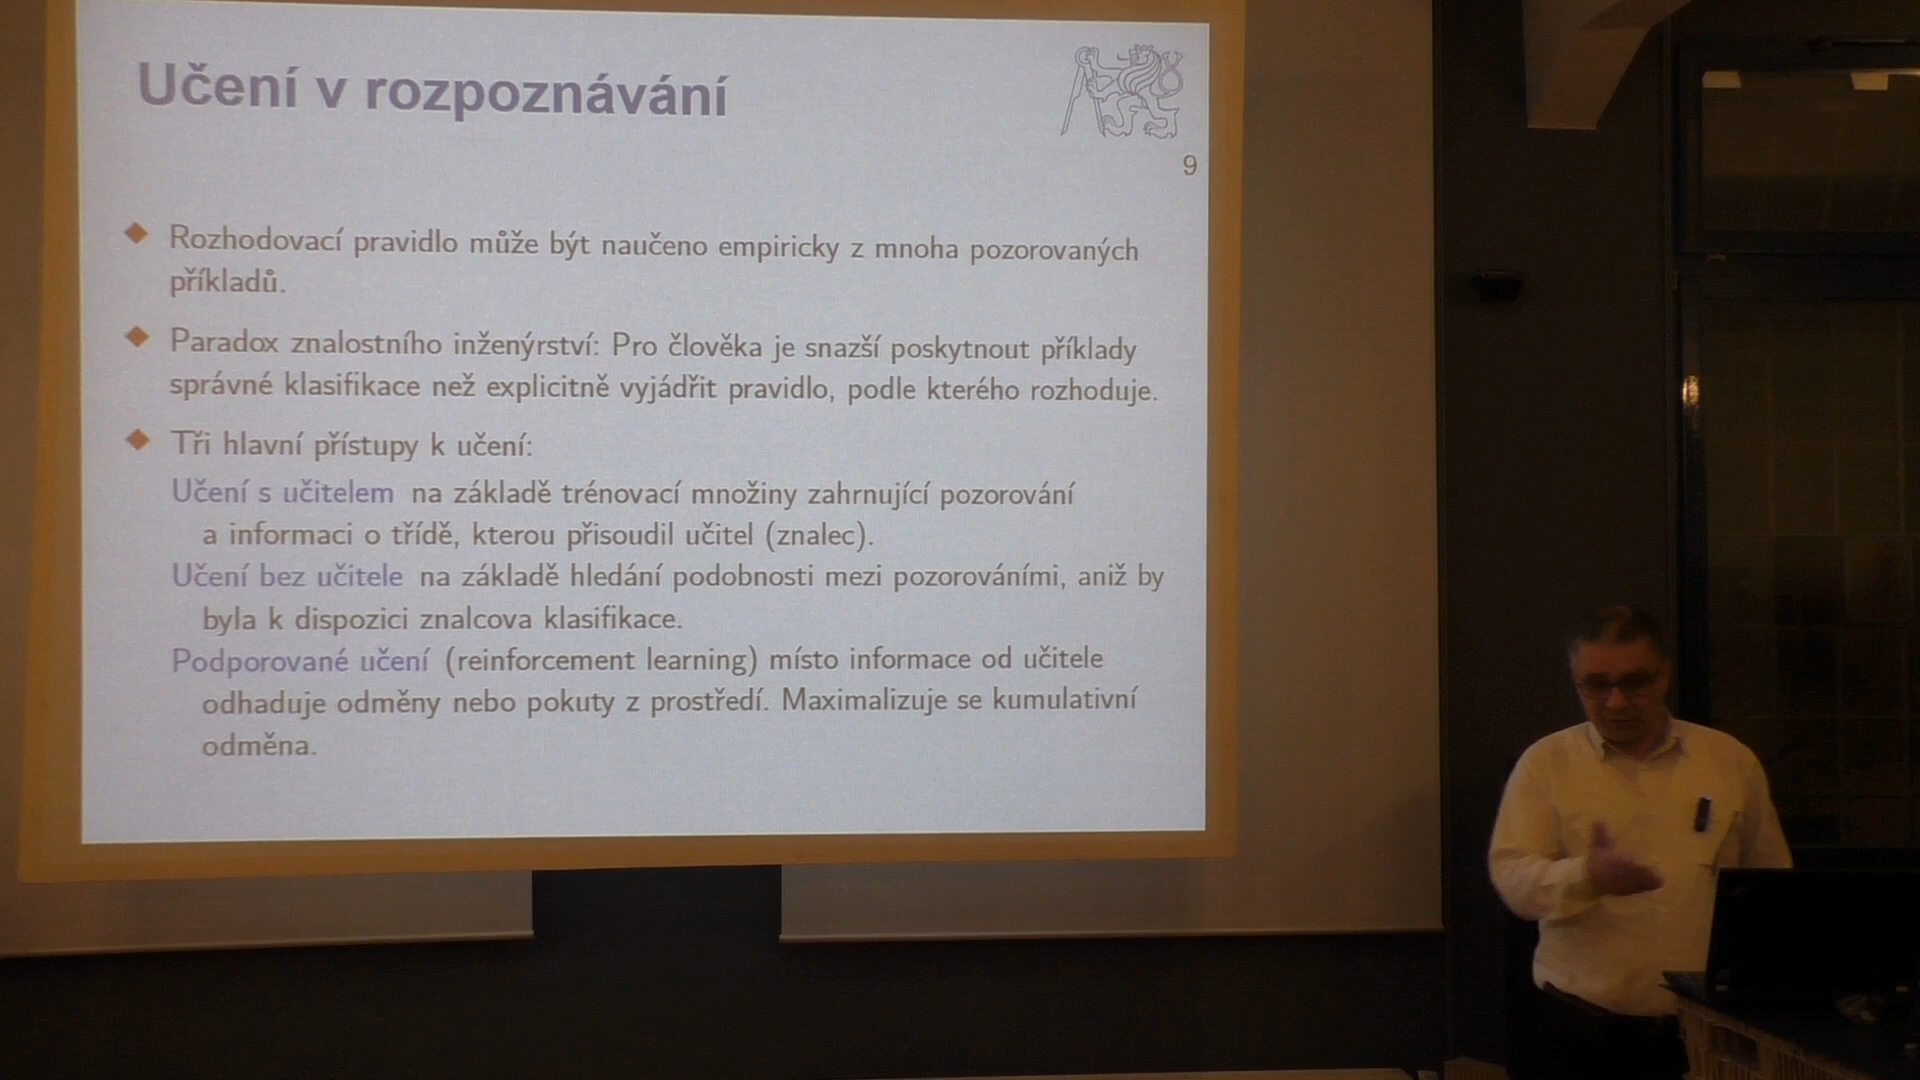 Učení v rozpoznávání
9
Rozhodovací pravidlo může být naučeno empiricky z mnoha pozorovaných
příkladů.
Paradox znalostního inženýrství: Pro člověka je snazší poskytnout příklady
správné klasifikace než explicitně vyjádřit pravidlo, podle kterého rozhoduje.
Tři hlavní přístupy k učení:
Učení s učitelem na základě trénovací množiny zahrnující pozorování
a informaci o třídě, kterou přisoudil učitel (znalec).
Učení bez učitele na základě hledání podobnosti mezi pozorováními, aniž by
byla k dispozici znalcova klasifikace.
Podporované učení (reinforcement learning) místo informace od učitele
odhaduje odměny nebo pokuty z prostředí. Maximalizuje se kumulativní
odměna.